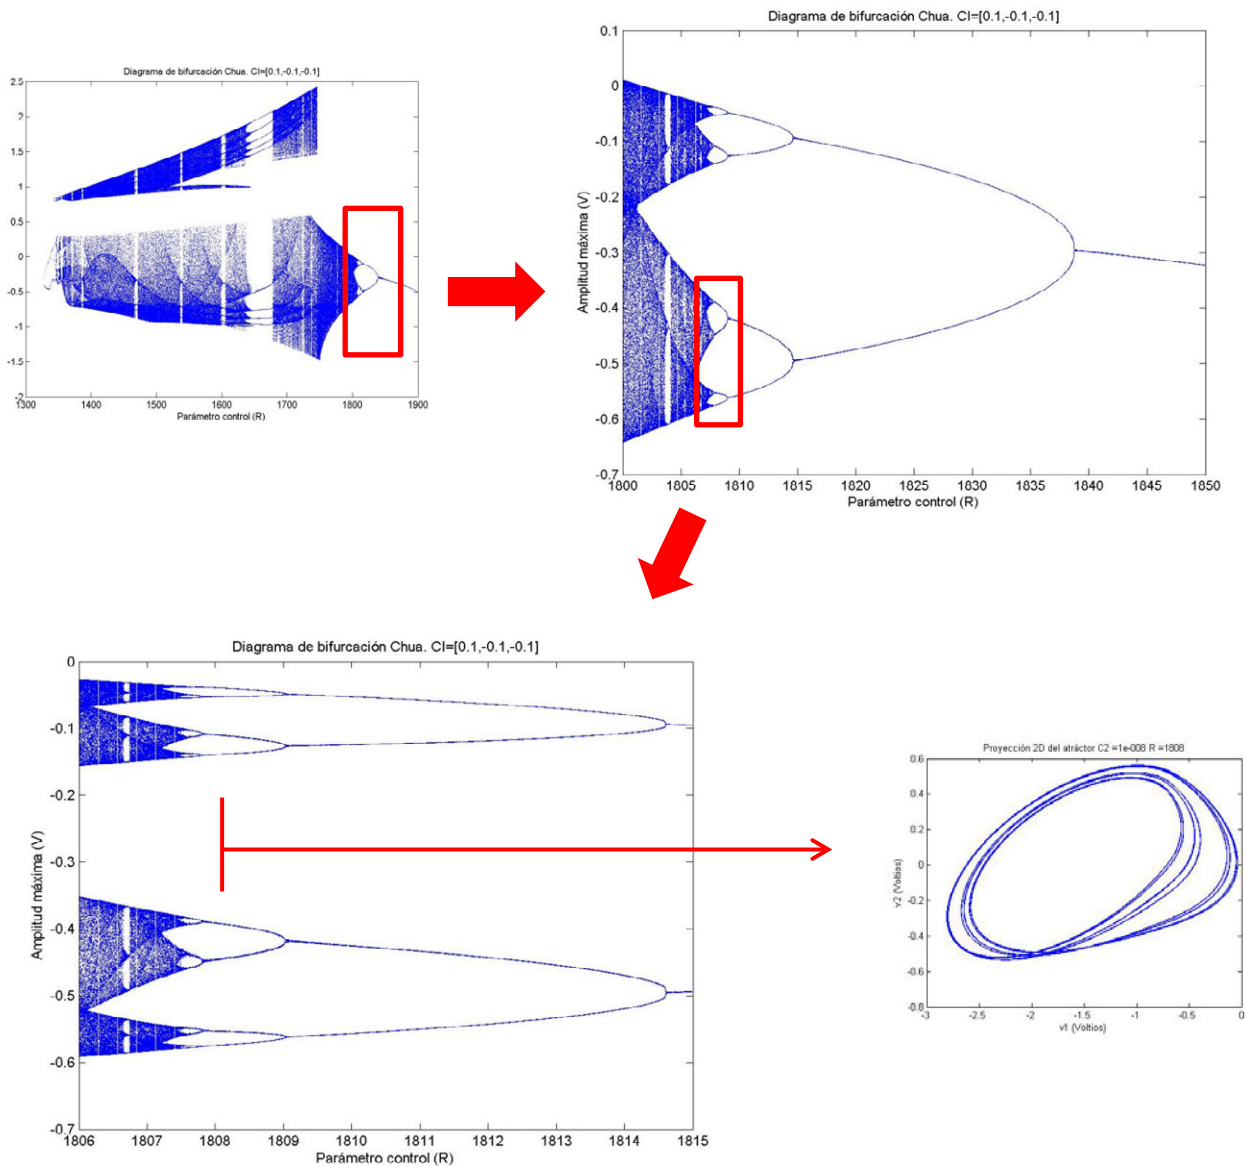 Diagrama de bifurcación Chua. CI=[0.1,-0.1,-0.1]
2.5
2
1.5
1
0.5
0
-0.5
-1
-1.5
-2
1300 1400 1500 1600 1700 1800 1900
Parámetro control (R)
Diagrama de bifurcación Chua. CI=[0.1,-0.1,-0.1]
Amplitud máxima (V)
0.1
0
-0.1
-0.2
-0.3
-0.4
-0.5
-0.6
-0.7
1800 1805 1810 1815 1820 1825 1830 1835 1840 1845 1850
Parámetro control (R)
Diagrama de bifurcación Chua. CI=[0.1,-0.1,-0.1]
Amplitud máxima (V)
0
-0.1
-0.2
-0.3
-0.4
-0.5
-0.6
-0.7
1806 1807 1808 1809 1810 1811 1812 1813 1814 1815
Parámetro control (R)
Proyección 2D del atráctor C2 =1e-008 R =1808
v2 (Voltios)
0.6
0.4
0.2
0
-0.2
-0.4
-0.6
-0.8
-3 -2.5 -2 -1.5 -1 -0.5 0
v1 (Voltios)